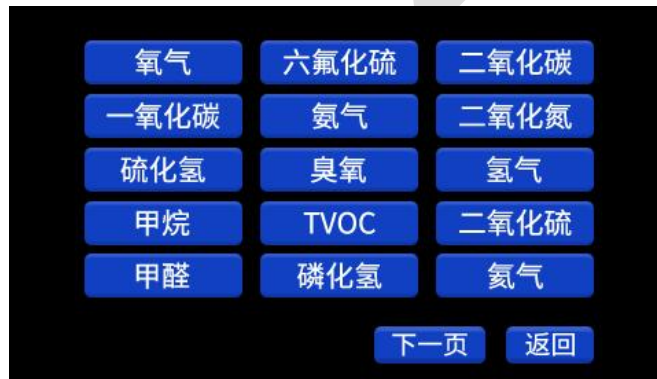 氧气 六氟化硫 二氧化碳
一氧化碳 氨气 二氧化氮
硫化氢 臭氧 氢气
甲烷 TVOC 二氧化硫
甲醛 磷化氢 氦气
下一页 返回